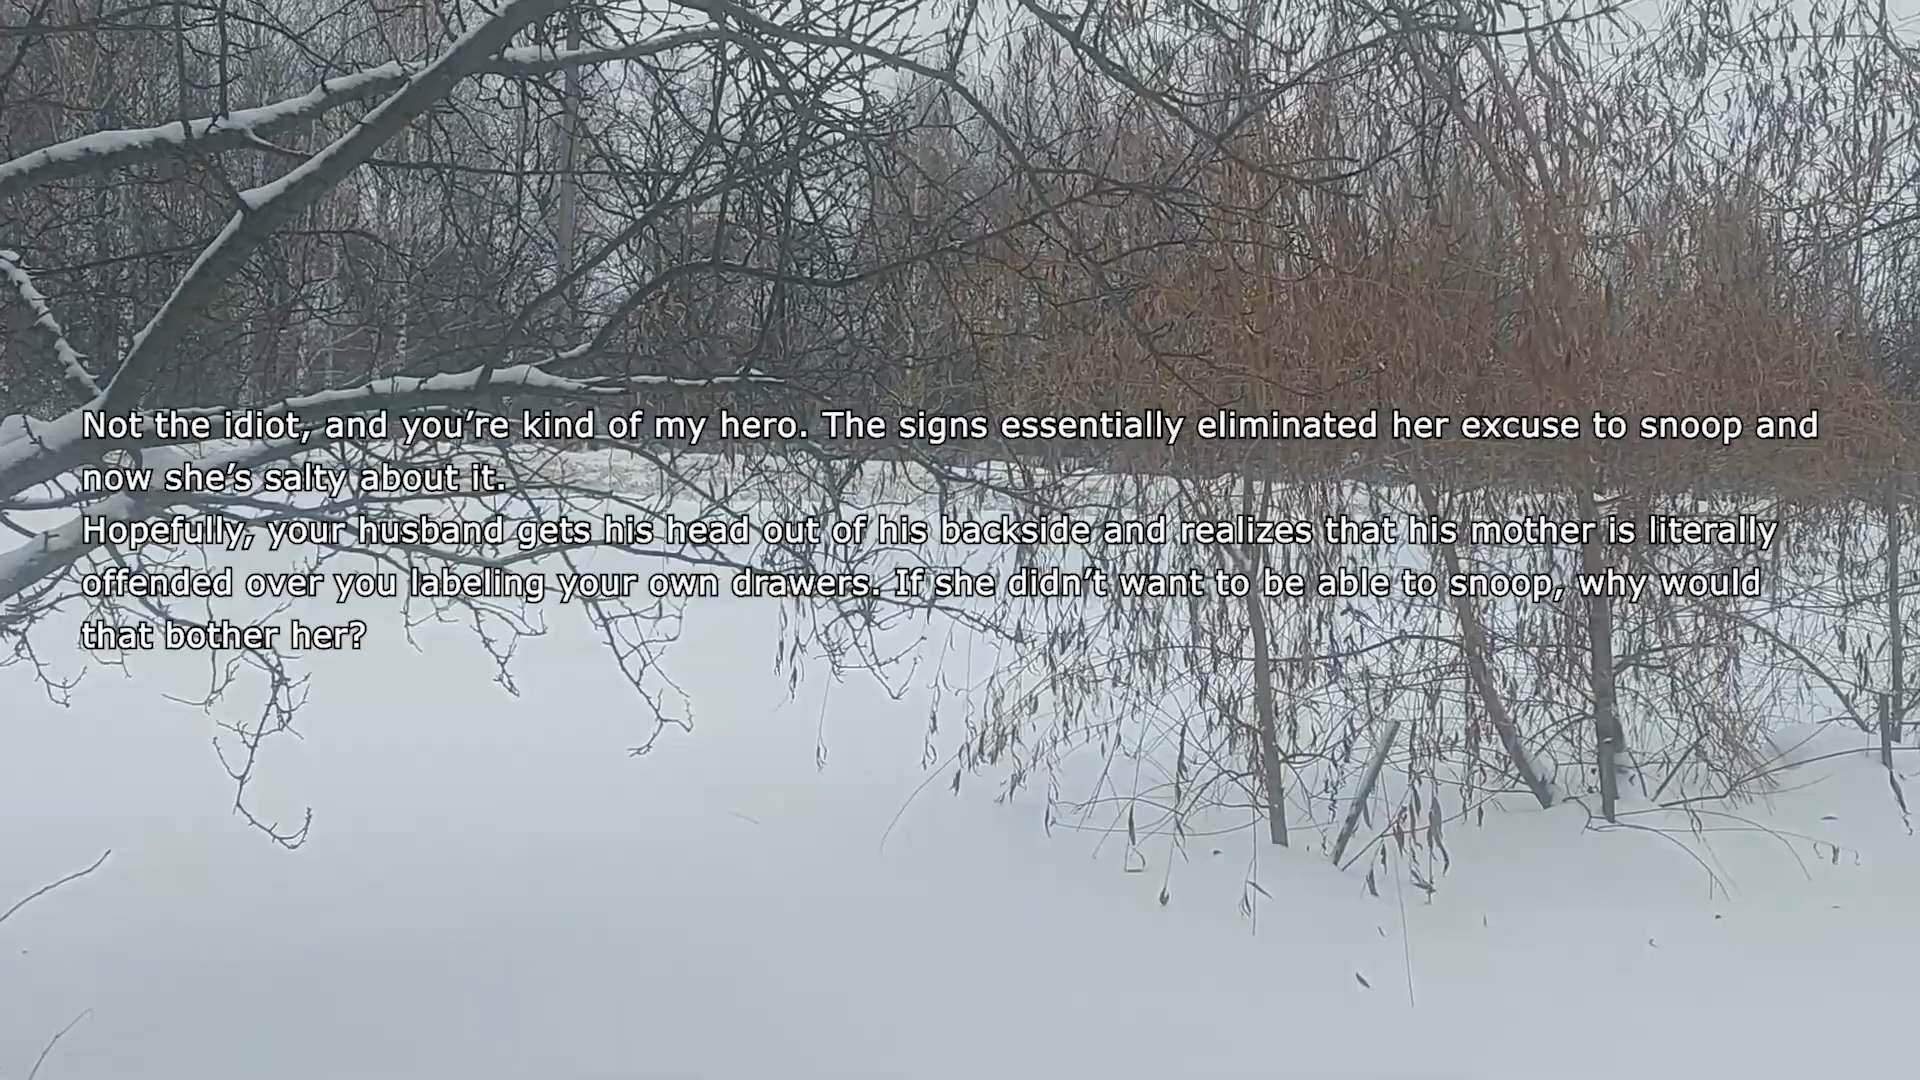 Not the idiot, and you’re kind of my hero. The signs essentially eliminated her excuse to snoop and
now she’s salty about it.
Hopefully, your husband gets his head out of his backside and realizes that his mother is literally
offended over you labeling your own drawers. If she didn’t want to be able to snoop, why would
that bother her?